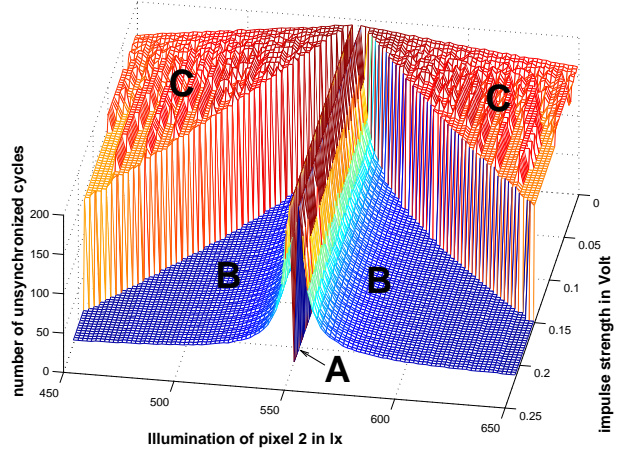 C
C
B
B
A
number of unsynchronized cycles
200
150
100
50
0
450
500
550
600
650
Illumination of pixel 2 in lx
0
0.05
0.1
0.15
0.2
0.25
impulse strength in Volt